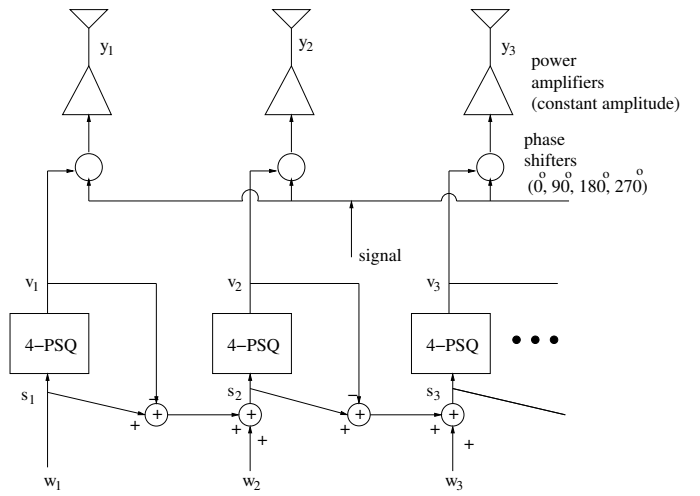 y1
y2
y3
power
amplifiers
(constant amplitude)
phase
shifters
(0°, 90°, 180°, 270°)
signal
v1
v2
v3
4−PSQ
4−PSQ
4−PSQ
s1
s2
s3
−
−
+
+
+
+
+
+
+
+
+
+
+
w1
w2
w3